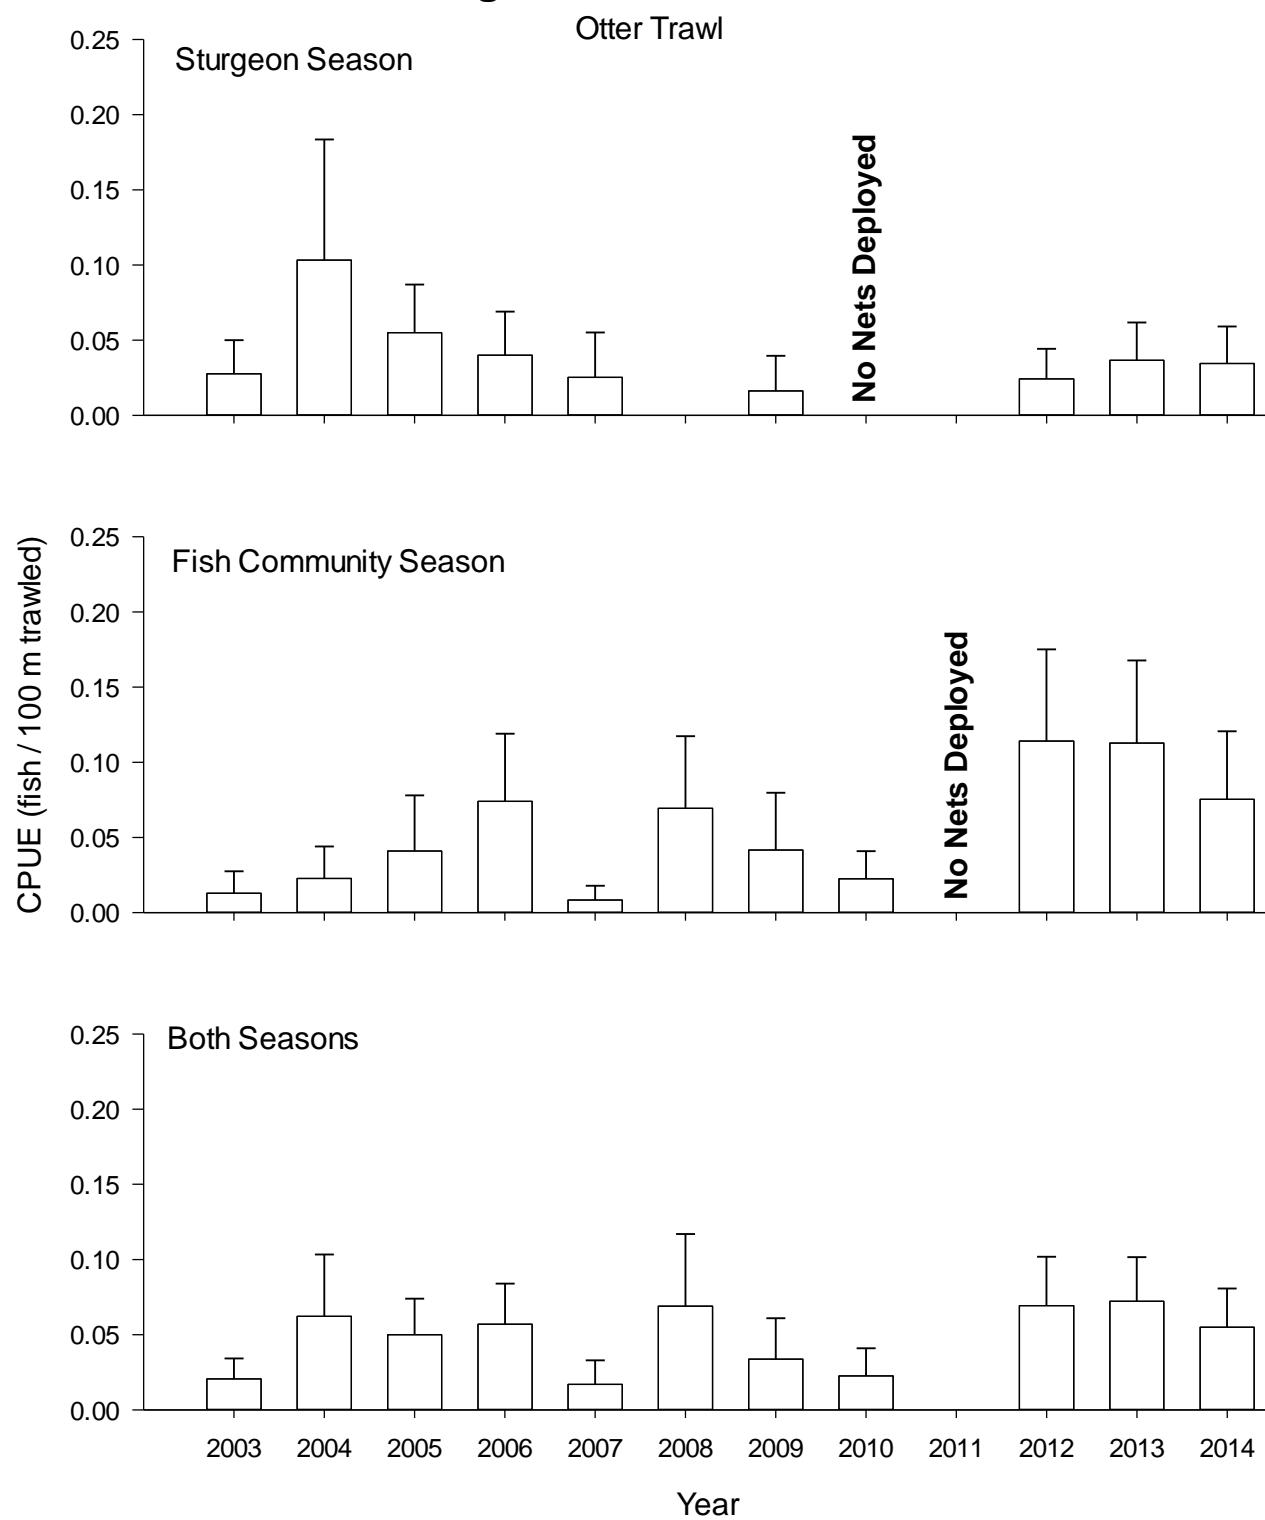 Otter Trawl
0.25
Sturgeon Season
0.20
0.15
0.10
0.05
0.00
No Nets Deployed
CPUE (fish / 100 m trawled)
0.25
Fish Community Season
0.20
0.15
0.10
0.05
0.00
No Nets Deployed
0.25
Both Seasons
0.20
0.15
0.10
0.05
0.00
2003 2004 2005 2006 2007 2008 2009 2010 2011 2012 2013 2014
Year